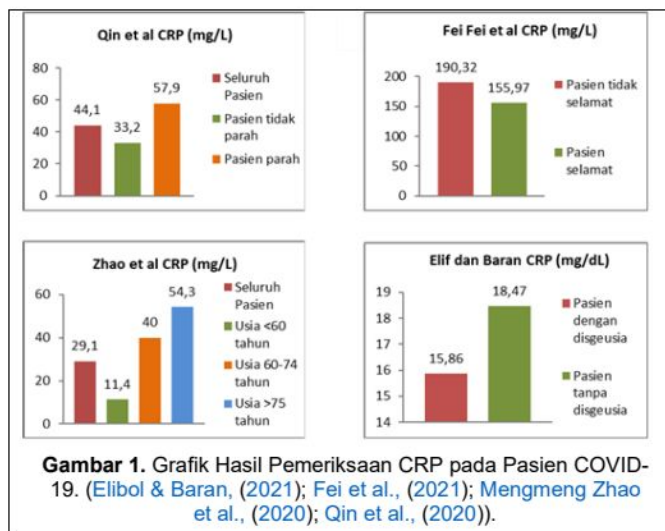 Qin et al CRP (mg/L)
80
60
40
20
0
44,1
33,2
57,9
Seluruh
Pasien
Pasien tidak
parah
Pasien parah
Fei Fei et al CRP (mg/L)
200
150
100
50
0
190,32
155,97
Pasien tidak
selamat
Pasien
selamat
Zhao et al CRP (mg/L)
60
40
20
0
29,1
11,4
40
54,3
Seluruh
Pasien
Usia <60
tahun
Usia 60-74
tahun
Usia >75
tahun
Elif dan Baran CRP (mg/dL)
19
18
17
16
15
14
15,86
18,47
Pasien
dengan
disgeusia
Pasien
tanpa
disgeusia
Gambar 1. Grafik Hasil Pemeriksaan CRP pada Pasien COVID-
19. (Elibol & Baran, (2021); Fei et al., (2021); Mengmeng Zhao
et al., (2020); Qin et al., (2020)).